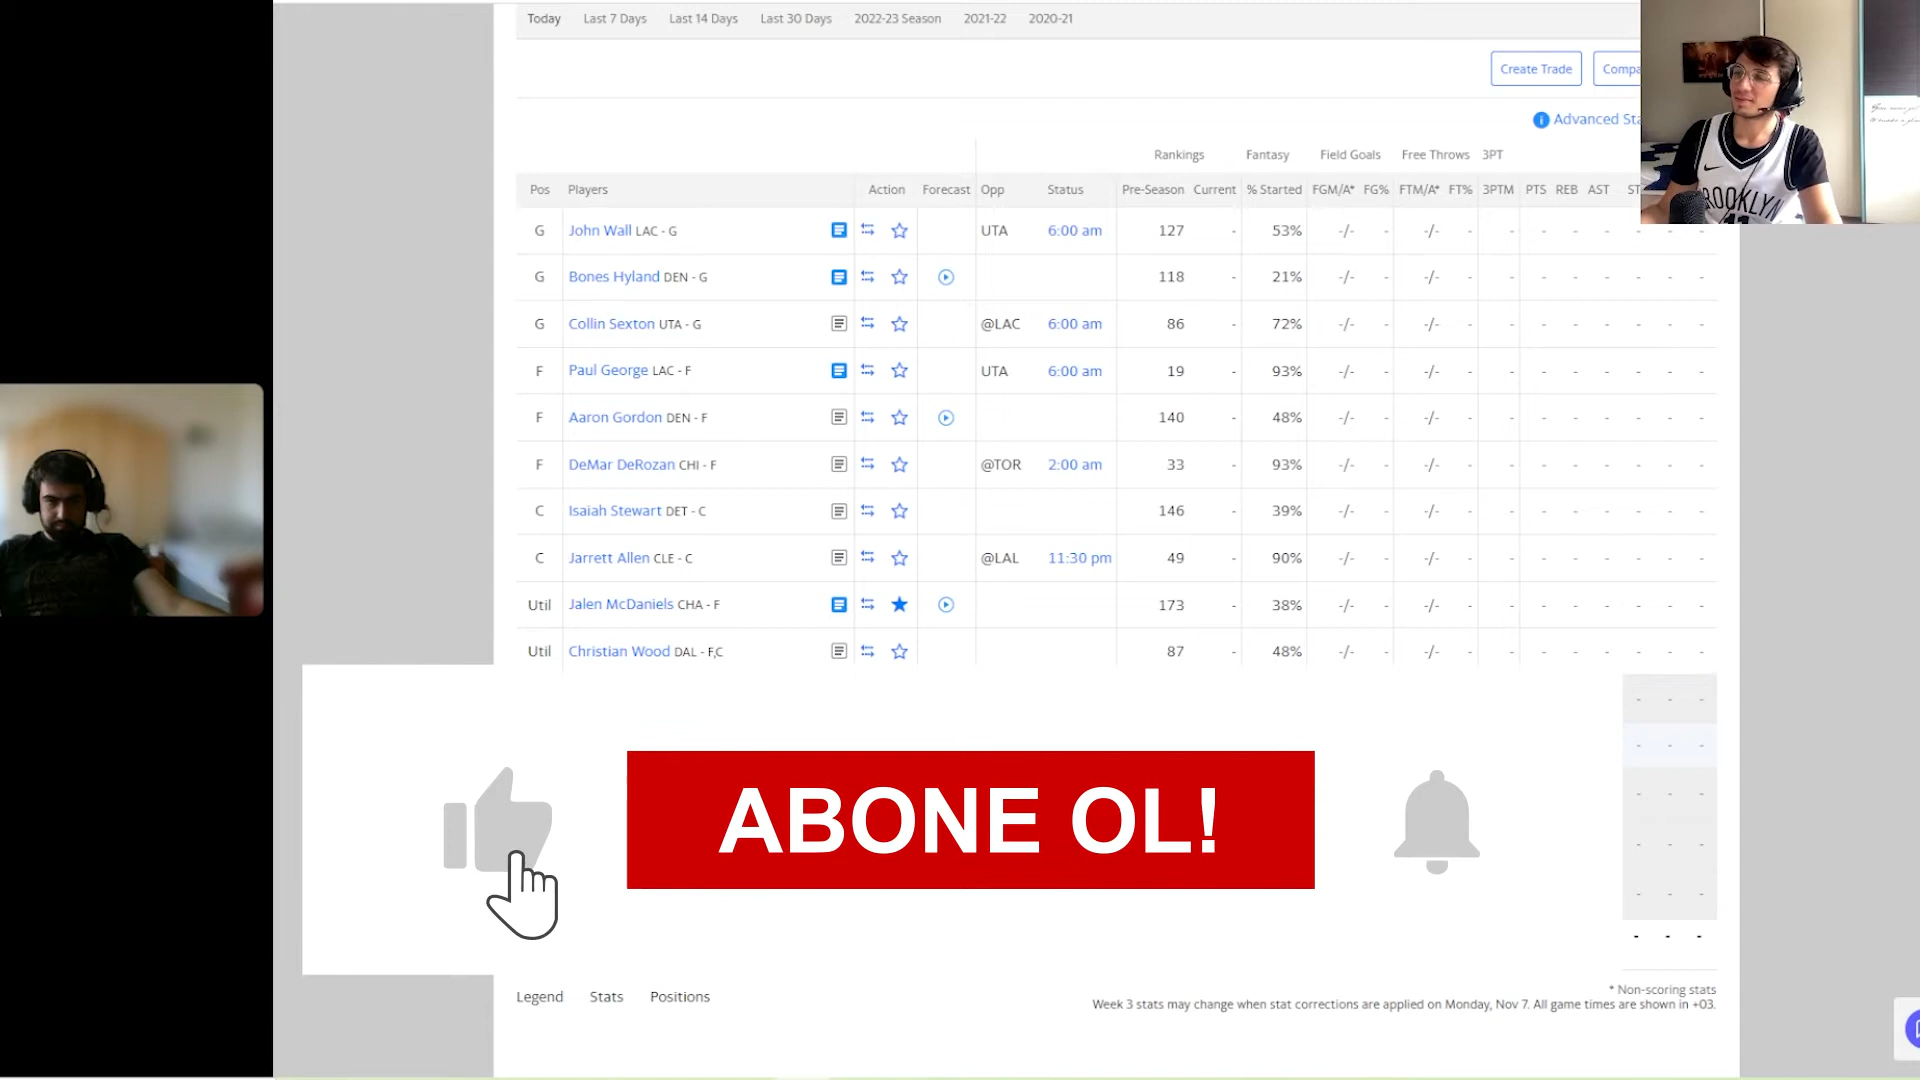 Today Last 7 Days Last 14 Days Last 30 Days 2022-23 Season 2021-22 2020-21
Create Trade
Advanced
Rankings Fantasy Field Goals Free Throws 3PT
Pos Players Action Forecast Opp Status Pre-Season Current % Started FGM/A* FG% FTM/A* FT% 3PTM PTS REB AST
G John Wall LAC - G UTA 6:00 am 127 - 53% -/- - -/- - - - - - - - -
G Bones Hyland DEN - G 118 - 21% -/- - -/- - - - - - - - -
G Collin Sexton UTA - G @LAC 6:00 am 86 - 72% -/- - -/- - - - - - - - -
F Paul George LAC - F UTA 6:00 am 19 - 93% -/- - -/- - - - - - - - -
F Aaron Gordon DEN - F 140 - 48% -/- - -/- - - - - - - - -
F DeMar DeRozan CHI - F @TOR 2:00 am 33 - 93% -/- - -/- - - - - - - - -
C Isaiah Stewart DET - C 146 - 39% -/- - -/- - - - - - - - -
C Jarrett Allen CLE - C @LAL 11:30 pm 49 - 90% -/- - -/- - - - - - - - -
Util Jalen McDaniels CHA - F 173 - 38% -/- - -/- - - - - - - - -
Util Christian Wood DAL - F,C 87 - 48% -/- - -/- - - - - - - - -
- - -
- - -
- - -
ABONE OL!
- - -
- - -
- - -
Legend Stats Positions
* Non-scoring stats
Week 3 stats may change when stat corrections are applied on Monday, Nov 7. All game times are shown in +03.
BROOKLYN